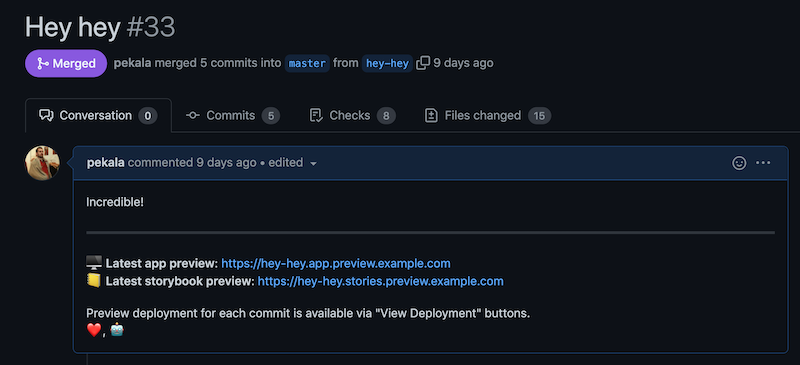 Hey hey #33
Merged pekala merged 5 commits into master from hey-hey 9 days ago
Conversation 0 Commits 5 Checks 8 Files changed 15
pekala commented 9 days ago • edited
Incredible!
🖥️ Latest app preview: https://hey-hey.app.preview.example.com
📒 Latest storybook preview: https://hey-hey.stories.preview.example.com
Preview deployment for each commit is available via "View Deployment" buttons.
❤️, 🤖